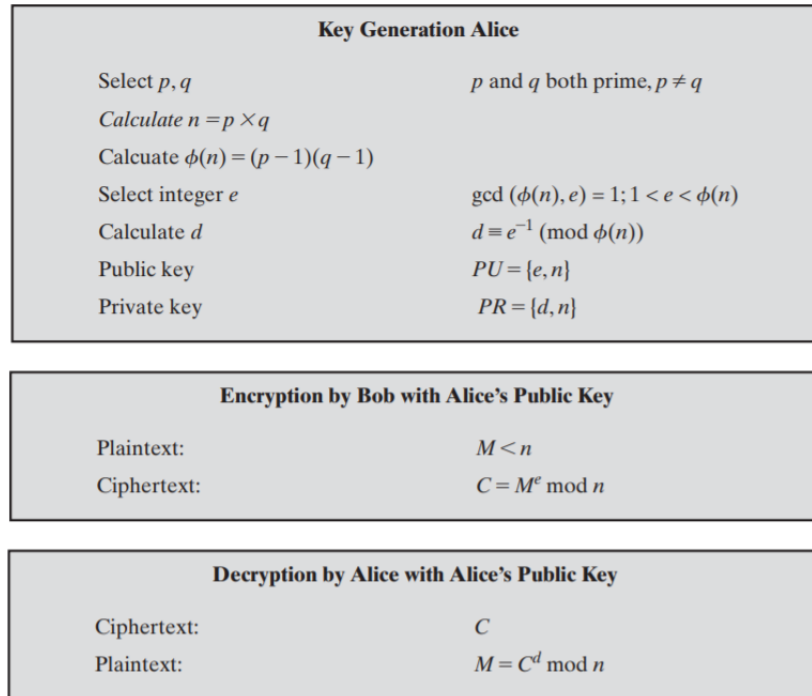 Key Generation Alice
Select p, q p and q both prime, p ≠ q
Calculate n = p × q
Calcuate ϕ(n) = (p − 1)(q − 1)
Select integer e gcd (ϕ(n), e) = 1; 1 < e < ϕ(n)
Calculate d d ≡ e⁻¹ (mod ϕ(n))
Public key PU = {e, n}
Private key PR = {d, n}
Encryption by Bob with Alice’s Public Key
Plaintext: M < n
Ciphertext: C = Mᵉ mod n
Decryption by Alice with Alice’s Public Key
Ciphertext: C
Plaintext: M = Cᵈ mod n